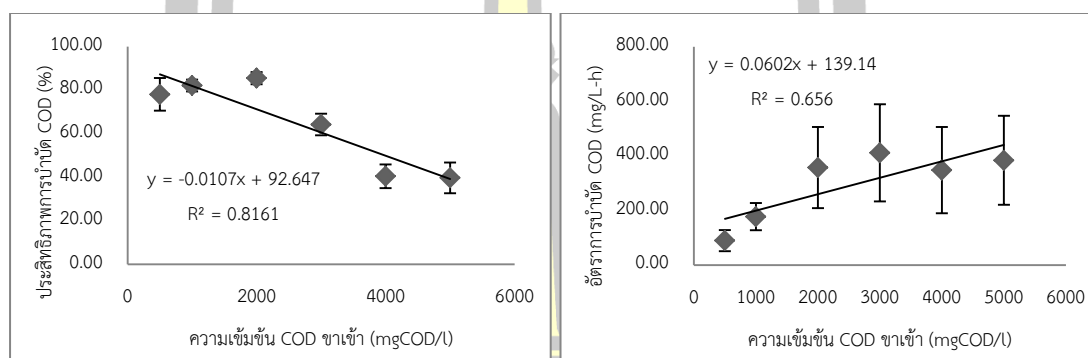 ประสิทธิภาพการบำบัด COD (%)
100.00
80.00
60.00
40.00
20.00
0.00
y = -0.0107x + 92.647
R² = 0.8161
0 2000 4000 6000
ความเข้มข้น COD ขาเข้า (mgCOD/l)
อัตราการบำบัด COD (mg/L-h)
800.00
600.00
400.00
200.00
0.00
y = 0.0602x + 139.14
R² = 0.656
0 1000 2000 3000 4000 5000 6000
ความเข้มข้น COD ขาเข้า (mgCOD/l)